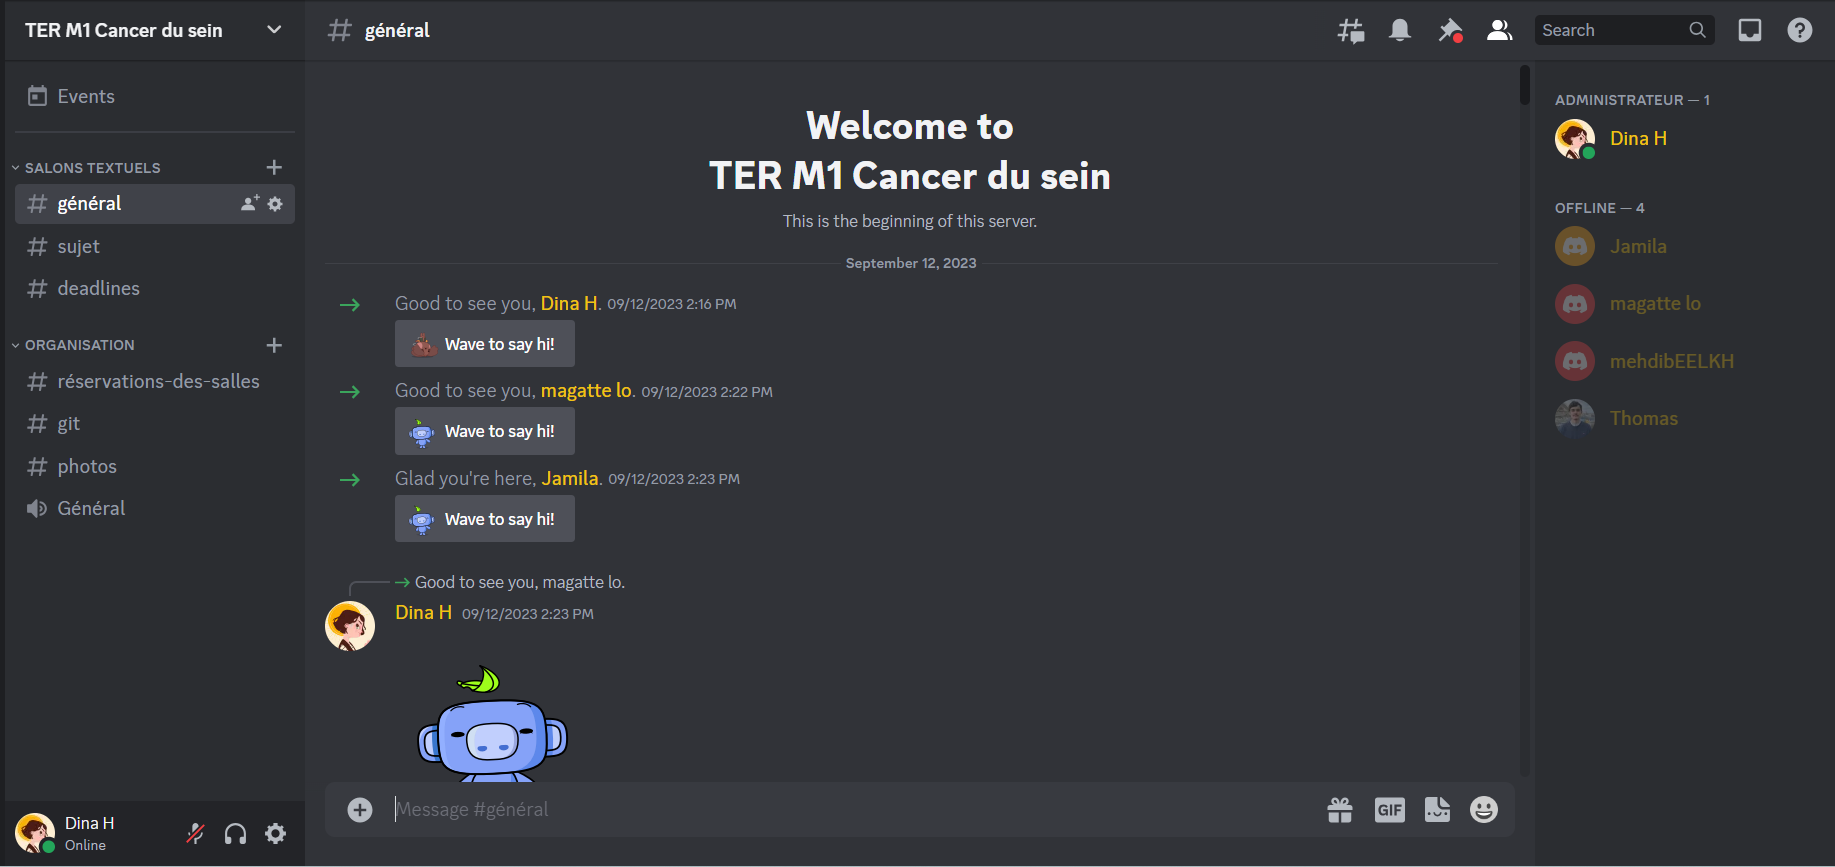 TER M1 Cancer du sein
Events
SALONS TEXTUELS
général
sujet
deadlines
ORGANISATION
réservations-des-salles
git
photos
Général
Dina H
Online
général
Search
Welcome to
TER M1 Cancer du sein
This is the beginning of this server.
September 12, 2023
Good to see you, Dina H. 09/12/2023 2:16 PM
Wave to say hi!
Good to see you, magatte lo. 09/12/2023 2:22 PM
Wave to say hi!
Glad you're here, Jamila. 09/12/2023 2:23 PM
Wave to say hi!
Good to see you, magatte lo.
Dina H 09/12/2023 2:23 PM
Message #général
GIF
ADMINISTRATEUR — 1
Dina H
OFFLINE — 4
Jamila
magatte lo
mehdibEELKH
Thomas